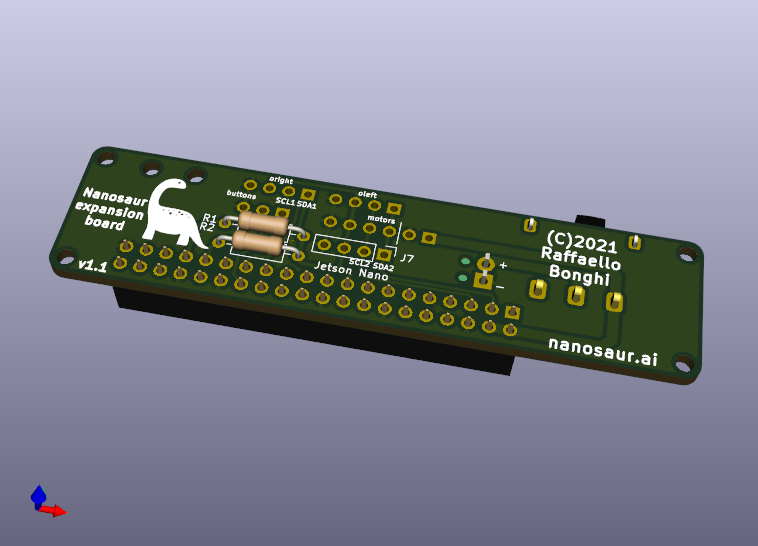 Nanosaur
expansion
board
v1.1
oright
oleft
buttons
SCL1 SDA1
motors
R1
R2
J7
SCL2 SDA2
Jetson Nano
+
-
(C)2021
Raffaello
Bonghi
nanosaur.ai